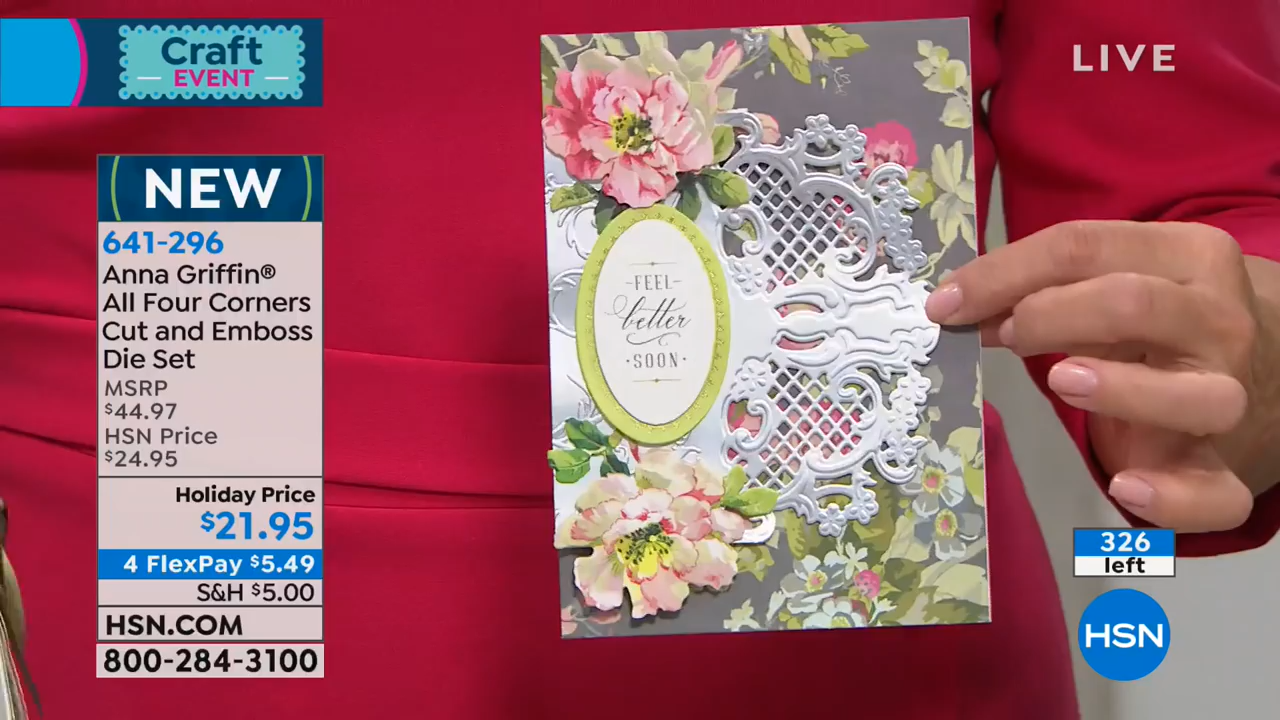 Craft
EVENT
LIVE
NEW
641-296
Anna Griffin®
All Four Corners
Cut and Emboss
Die Set
MSRP
$44.97
HSN Price
$24.95
Holiday Price
$21.95
4 FlexPay $5.49
S&H $5.00
HSN.COM
800-284-3100
FEEL
better
SOON
326
left
HSN